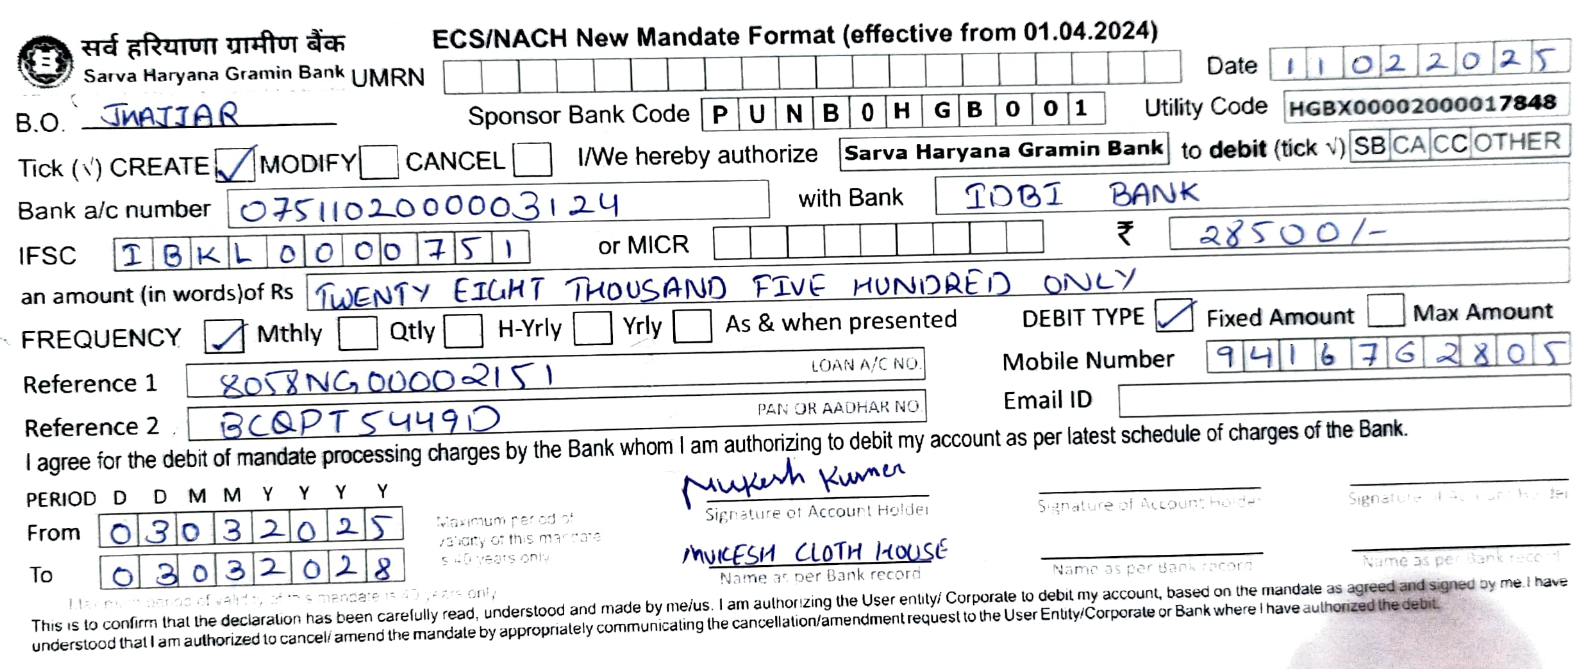 सर्व हरियाणा ग्रामीण बैंक ECS/NACH New Mandate Format (effective from 01.04.2024)
Sarva Haryana Gramin Bank UMRN Date 11022025
B.O. JHAJJAR Sponsor Bank Code PUNB0HGB001 Utility Code HGBX00002000017848
Tick (√) CREATE ✓ MODIFY CANCEL I/We hereby authorize Sarva Haryana Gramin Bank to debit (tick √) SB CA CC OTHER
Bank a/c number 0751102000003124 with Bank IDBI BANK
IFSC IBKL0000751 or MICR ₹ 28500/-
an amount (in words)of Rs TWENTY EIGHT THOUSAND FIVE HUNDRED ONLY
FREQUENCY ✓ Mthly Qtly H-Yrly Yrly As & when presented DEBIT TYPE ✓ Fixed Amount Max Amount
Reference 1 8058NG00002151 LOAN A/C NO. Mobile Number 9416762805
Reference 2 BCQPT5449D PAN OR AADHAR NO. Email ID
I agree for the debit of mandate processing charges by the Bank whom I am authorizing to debit my account as per latest schedule of charges of the Bank.
PERIOD D D M M Y Y Y Y Mukesh Kumar
From 03032025 Maximum period of validity of this mandate is 40 years only Signature of Account Holder Signature of Account Holder Signature of Account Holder
MUKESH CLOTH HOUSE
To 03032028 Name as per Bank record Name as per Bank record Name as per Bank record
period of validity of this mandate is 40 years only
This is to confirm that the declaration has been carefully read, understood and made by me/us. I am authorizing the User entity/ Corporate to debit my account, based on the mandate as agreed and signed by me.I have
understood that I am authorized to cancel/ amend the mandate by appropriately communicating the cancellation/amendment request to the User Entity/Corporate or Bank where I have authorized the debit.